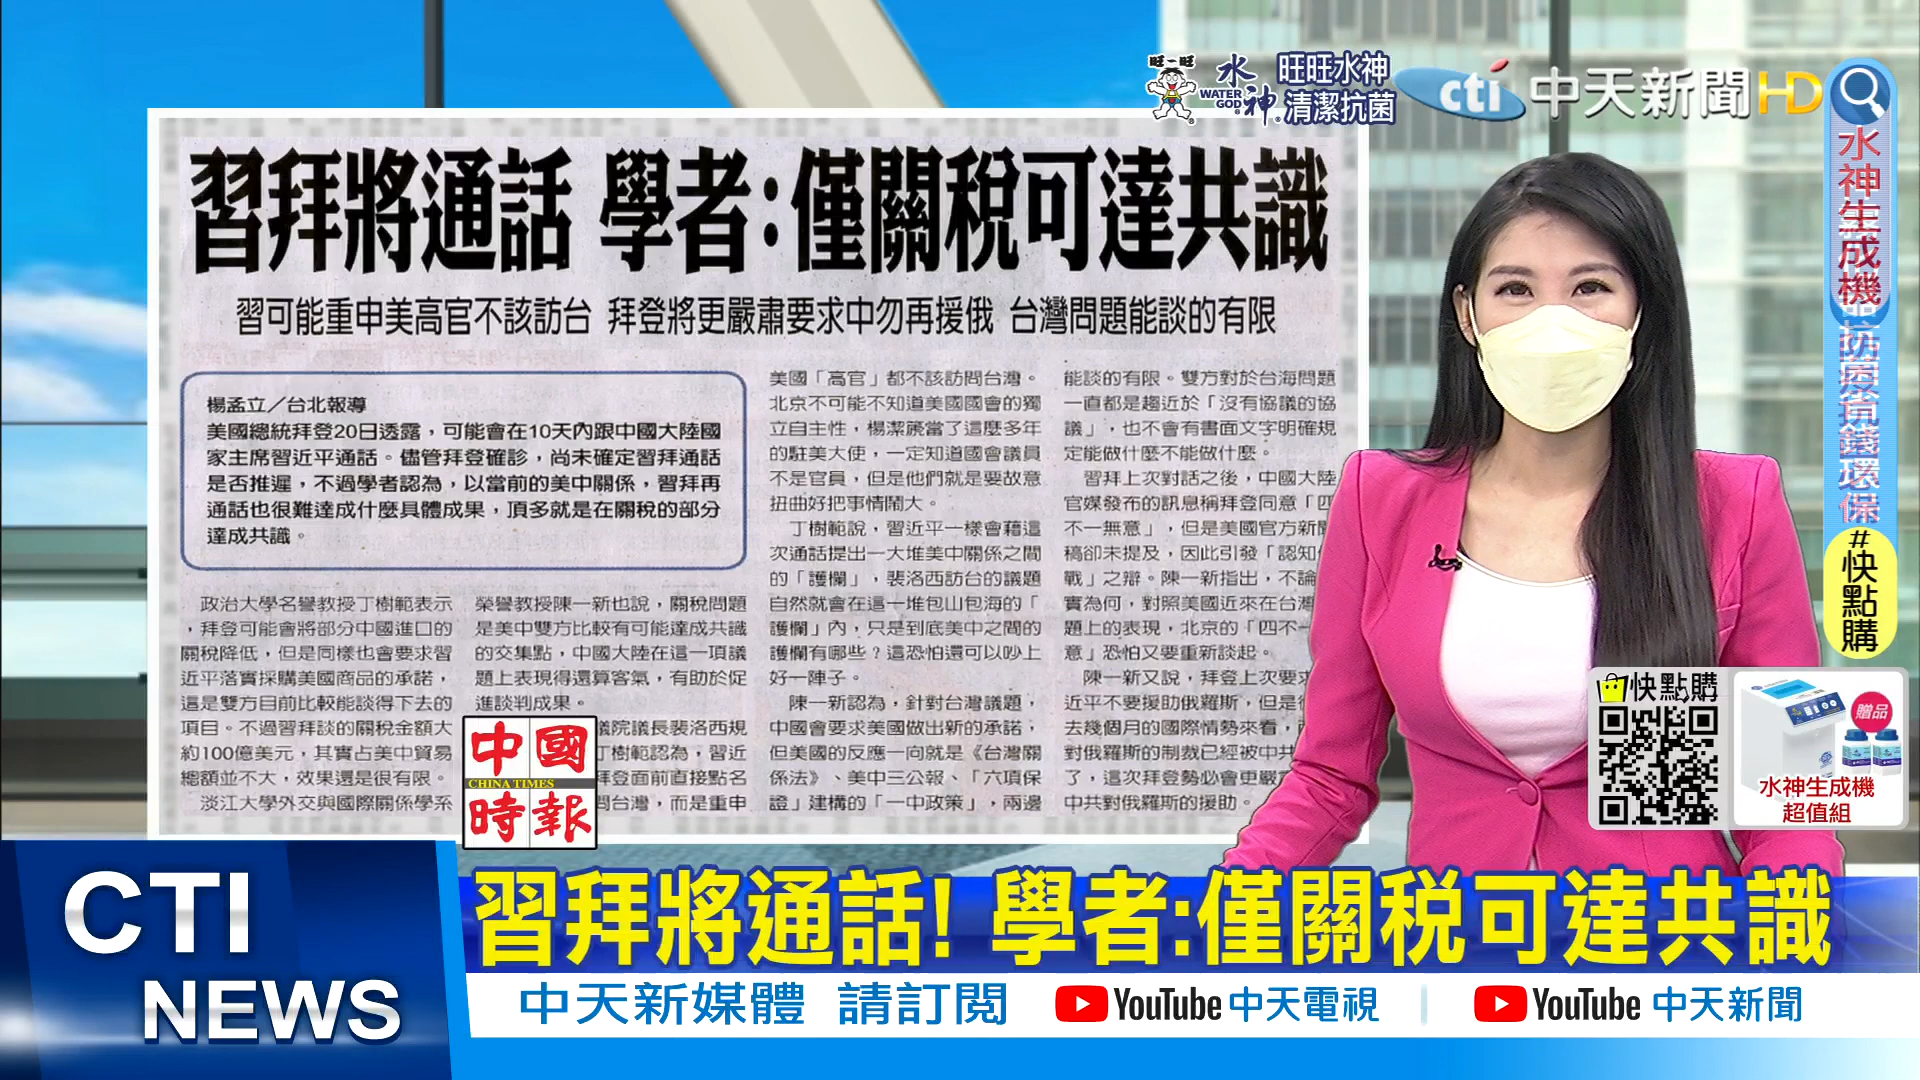 旺一旺
水神
WATER GOD
旺旺水神
清潔抗菌
cti 中天新聞HD
水神生成機
#快點購
習拜將通話 學者:僅關稅可達共識
習可能重申美高官不該訪台 拜登將更嚴肅要求中勿再援俄 台灣問題能談的有限
楊孟立／台北報導
美國總統拜登20日透露，可能會在10天內跟中國大陸國
家主席習近平通話。儘管拜登確診，尚未確定習拜通話
是否推遲，不過學者認為，以當前的美中關係，習拜再
通話也很難達成什麼具體成果，頂多就是在關稅的部分
達成共識。
政治大學名譽教授丁樹範表示
，拜登可能會將部分中國進口的
關稅降低，但是同樣也會要求習
近平落實採購美國商品的承諾，
這是雙方目前比較能談得下去的
項目。不過習拜談的關稅金額大
約100億美元，其實占美中貿易
總額並不大，效果還是很有限。
淡江大學外交與國際關係學系
榮譽教授陳一新也說，關稅問題
是美中雙方比較有可能達成共識
的交集點，中國大陸在這一項議
題上表現得還算客氣，有助於促
進談判成果。
議院議長裴洛西規
丁樹範認為，習近
拜登面前直接點名
問台灣，而是重申
美國「高官」都不該訪問台灣。
北京不可能不知道美國國會的獨
立自主性，楊潔篪當了這麼多年
的駐美大使，一定知道國會議員
不是官員，但是他們就是要故意
扭曲好把事情鬧大。
丁樹範說，習近平一樣會藉這
次通話提出一大堆美中關係之間
的「護欄」，裴洛西訪台的議題
自然就會在這一堆包山包海的「
護欄」內，只是到底美中之間的
護欄有哪些？這恐怕還可以吵上
好一陣子。
陳一新認為，針對台灣議題，
中國會要求美國做出新的承諾，
但美國的反應一向就是《台灣關
係法》、美中三公報、「六項保
證」建構的「一中政策」，兩邊
能談的有限。雙方對於台海問題
一直都是趨近於「沒有協議的協
議」，也不會有書面文字明確規
定能做什麼不能做什麼。
習拜上次對話之後，中國大陸
官媒發布的訊息稱拜登同意「四
不一無意」，但是美國官方新聞
稿卻未提及，因此引發「認知
戰」之辯。陳一新指出，不論
實為何，對照美國近來在台灣
題上的表現，北京的「四不一
意」恐怕又要重新談起。
陳一新又說，拜登上次要求
近平不要援助俄羅斯，但是
去幾個月的國際情勢來看，
對俄羅斯的制裁已經被中共
了，這次拜登勢必會更嚴
中共對俄羅斯的援助。
中國時報
CHINA TIMES
快點購
贈品
水神生成機
超值組
習拜將通話! 學者:僅關稅可達共識
CTI
NEWS
中天新媒體 請訂閱 YouTube 中天電視 | YouTube 中天新聞